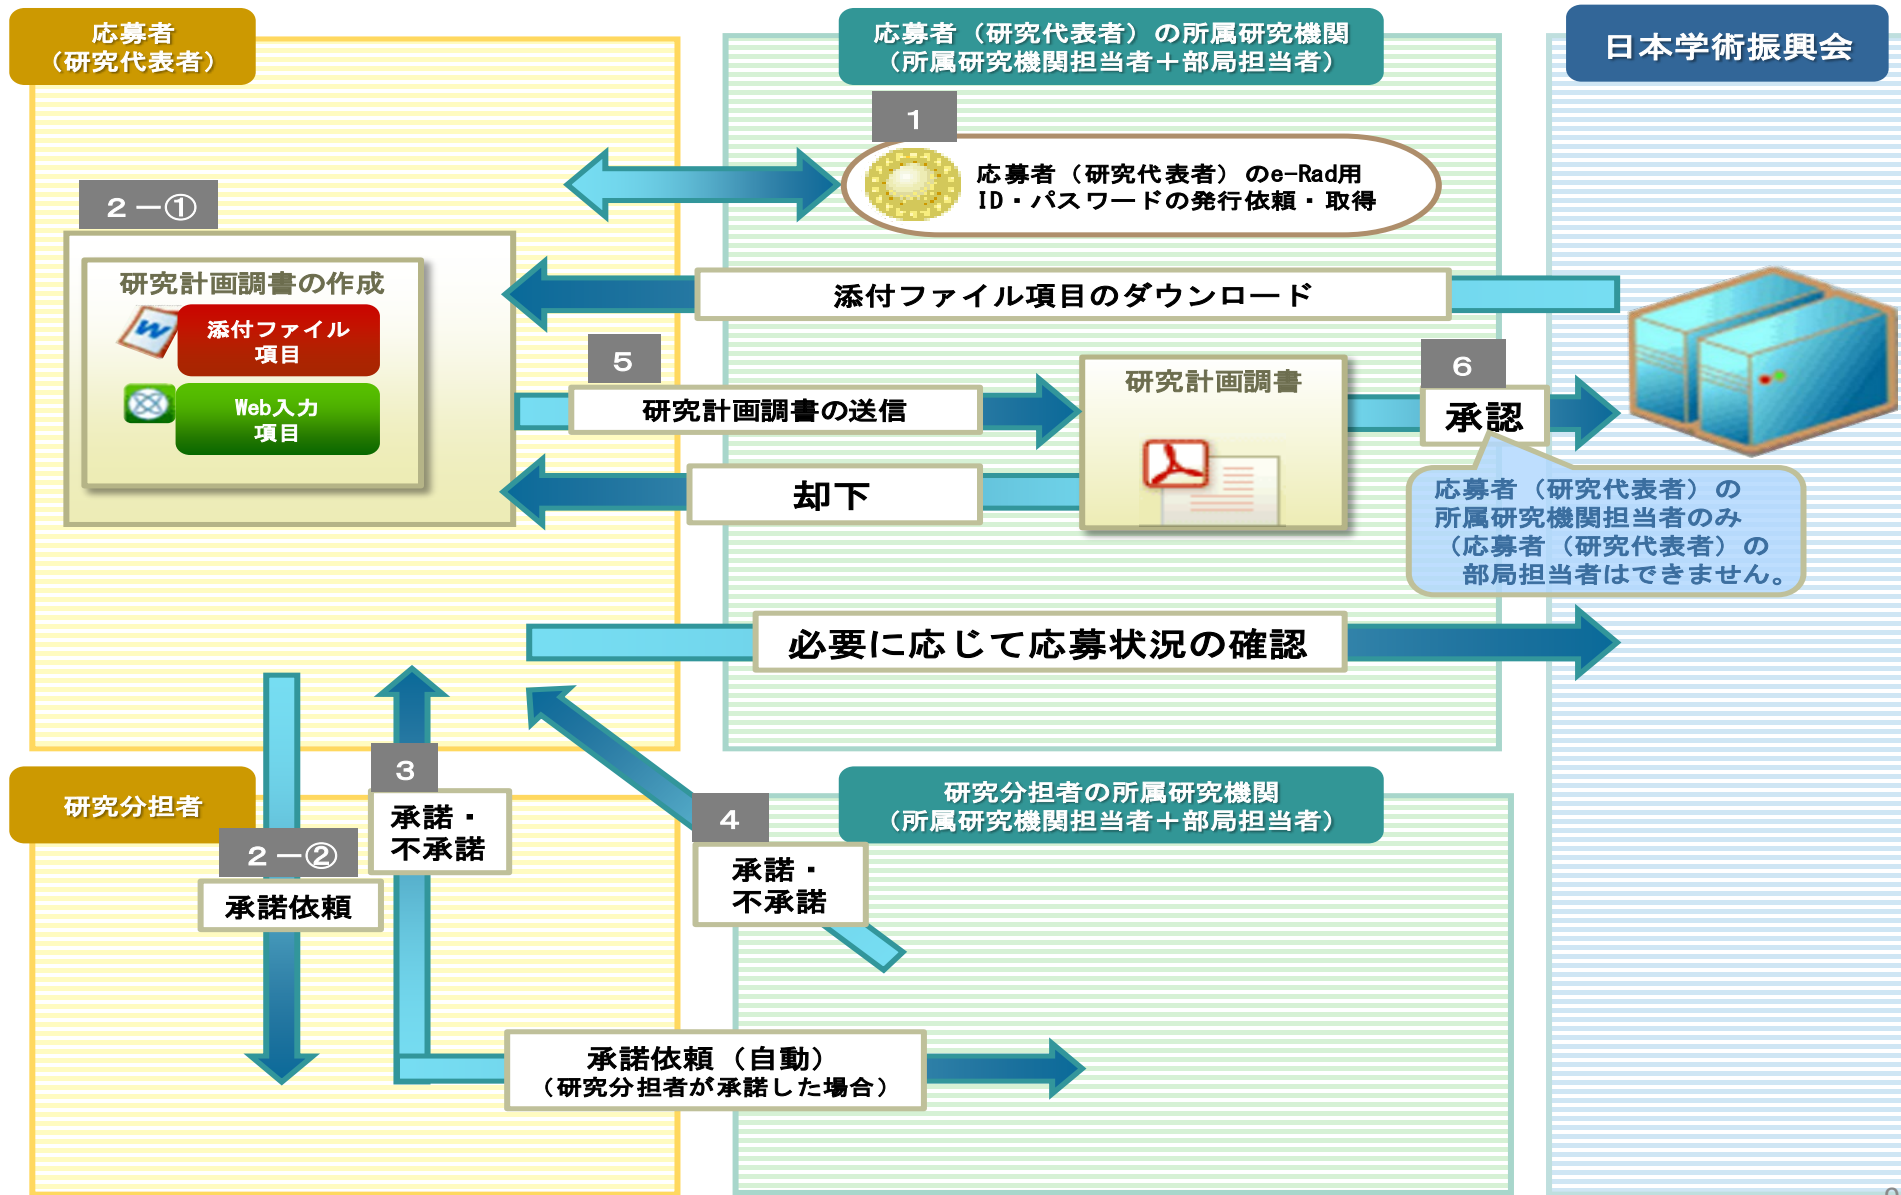 応募者
（研究代表者）
応募者（研究代表者）の所属研究機関
（所属研究機関担当者＋部局担当者）
日本学術振興会
１
応募者（研究代表者）のe-Rad用
ID・パスワードの発行依頼・取得
２－①
研究計画調書の作成
添付ファイル
項目
Web入力
項目
添付ファイル項目のダウンロード
５
研究計画調書の送信
研究計画調書
６
承認
却下
応募者（研究代表者）の
所属研究機関担当者のみ
（応募者（研究代表者）の
部局担当者はできません。
必要に応じて応募状況の確認
研究分担者
３
承諾・
不承諾
２－②
承諾依頼
４
承諾・
不承諾
研究分担者の所属研究機関
（所属研究機関担当者＋部局担当者）
承諾依頼（自動）
（研究分担者が承諾した場合）